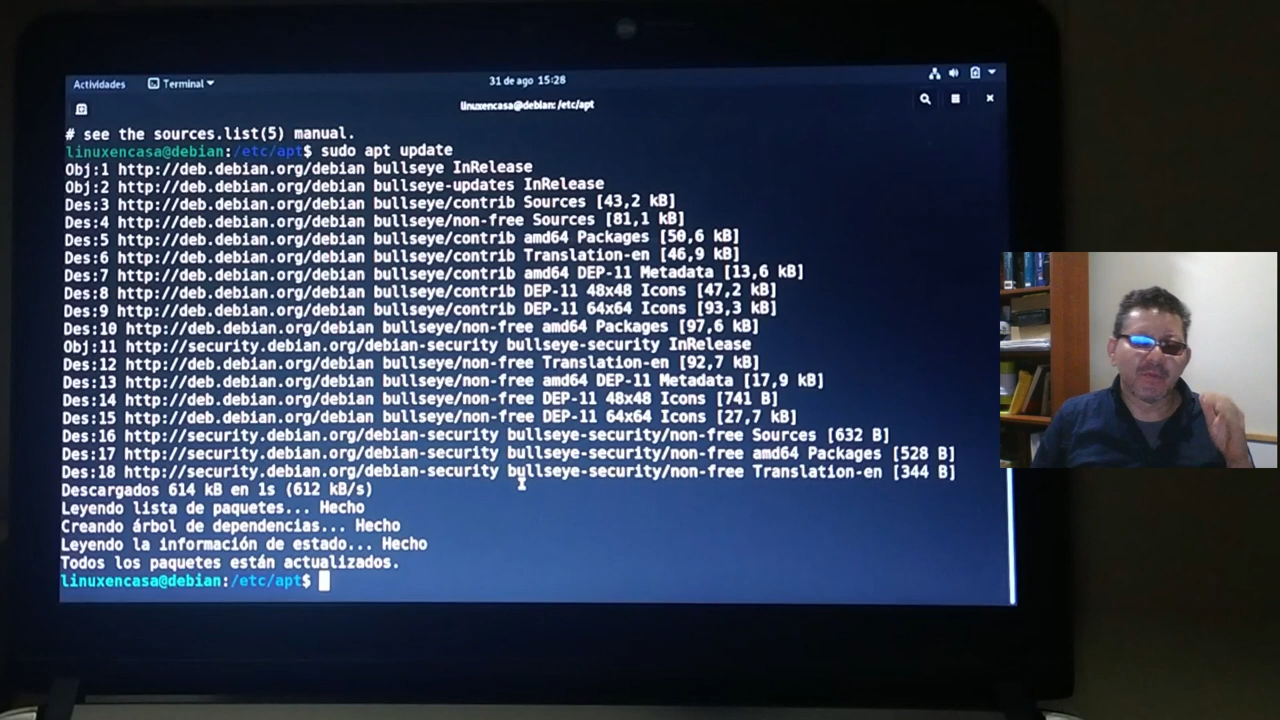 Actividades Terminal 31 de ago 15:28
linuxencasa@debian: /etc/apt
# see the sources.list(5) manual.
linuxencasa@debian:/etc/apt$ sudo apt update
Obj:1 http://deb.debian.org/debian bullseye InRelease
Obj:2 http://deb.debian.org/debian bullseye-updates InRelease
Des:3 http://deb.debian.org/debian bullseye/contrib Sources [43,2 kB]
Des:4 http://deb.debian.org/debian bullseye/non-free Sources [81,1 kB]
Des:5 http://deb.debian.org/debian bullseye/contrib amd64 Packages [50,6 kB]
Des:6 http://deb.debian.org/debian bullseye/contrib Translation-en [46,9 kB]
Des:7 http://deb.debian.org/debian bullseye/contrib amd64 DEP-11 Metadata [13,6 kB]
Des:8 http://deb.debian.org/debian bullseye/contrib DEP-11 48x48 Icons [47,2 kB]
Des:9 http://deb.debian.org/debian bullseye/contrib DEP-11 64x64 Icons [93,3 kB]
Des:10 http://deb.debian.org/debian bullseye/non-free amd64 Packages [97,6 kB]
Obj:11 http://security.debian.org/debian-security bullseye-security InRelease
Des:12 http://deb.debian.org/debian bullseye/non-free Translation-en [92,7 kB]
Des:13 http://deb.debian.org/debian bullseye/non-free amd64 DEP-11 Metadata [17,9 kB]
Des:14 http://deb.debian.org/debian bullseye/non-free DEP-11 48x48 Icons [741 B]
Des:15 http://deb.debian.org/debian bullseye/non-free DEP-11 64x64 Icons [27,7 kB]
Des:16 http://security.debian.org/debian-security bullseye-security/non-free Sources [632 B]
Des:17 http://security.debian.org/debian-security bullseye-security/non-free amd64 Packages [528 B]
Des:18 http://security.debian.org/debian-security bullseye-security/non-free Translation-en [344 B]
Descargados 614 kB en 1s (612 kB/s)
Leyendo lista de paquetes... Hecho
Creando árbol de dependencias... Hecho
Leyendo la información de estado... Hecho
Todos los paquetes están actualizados.
linuxencasa@debian:/etc/apt$